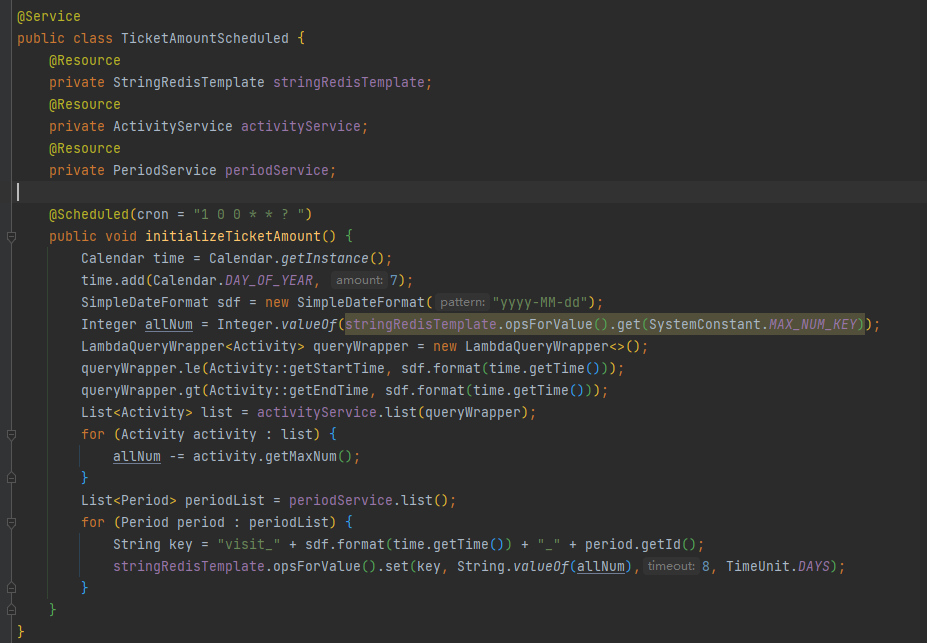 @Service
public class TicketAmountScheduled {
    @Resource
    private StringRedisTemplate stringRedisTemplate;
    @Resource
    private ActivityService activityService;
    @Resource
    private PeriodService periodService;

    @Scheduled(cron = "1 0 0 * * ? ")
    public void initializeTicketAmount() {
        Calendar time = Calendar.getInstance();
        time.add(Calendar.DAY_OF_YEAR, amount: 7);
        SimpleDateFormat sdf = new SimpleDateFormat( pattern: "yyyy-MM-dd");
        Integer allNum = Integer.valueOf(stringRedisTemplate.opsForValue().get(SystemConstant.MAX_NUM_KEY));
        LambdaQueryWrapper<Activity> queryWrapper = new LambdaQueryWrapper<>();
        queryWrapper.le(Activity::getStartTime, sdf.format(time.getTime()));
        queryWrapper.gt(Activity::getEndTime, sdf.format(time.getTime()));
        List<Activity> list = activityService.list(queryWrapper);
        for (Activity activity : list) {
            allNum -= activity.getMaxNum();
        }
        List<Period> periodList = periodService.list();
        for (Period period : periodList) {
            String key = "visit_" + sdf.format(time.getTime()) + "_" + period.getId();
            stringRedisTemplate.opsForValue().set(key, String.valueOf(allNum), timeout: 8, TimeUnit.DAYS);
        }
    }
}